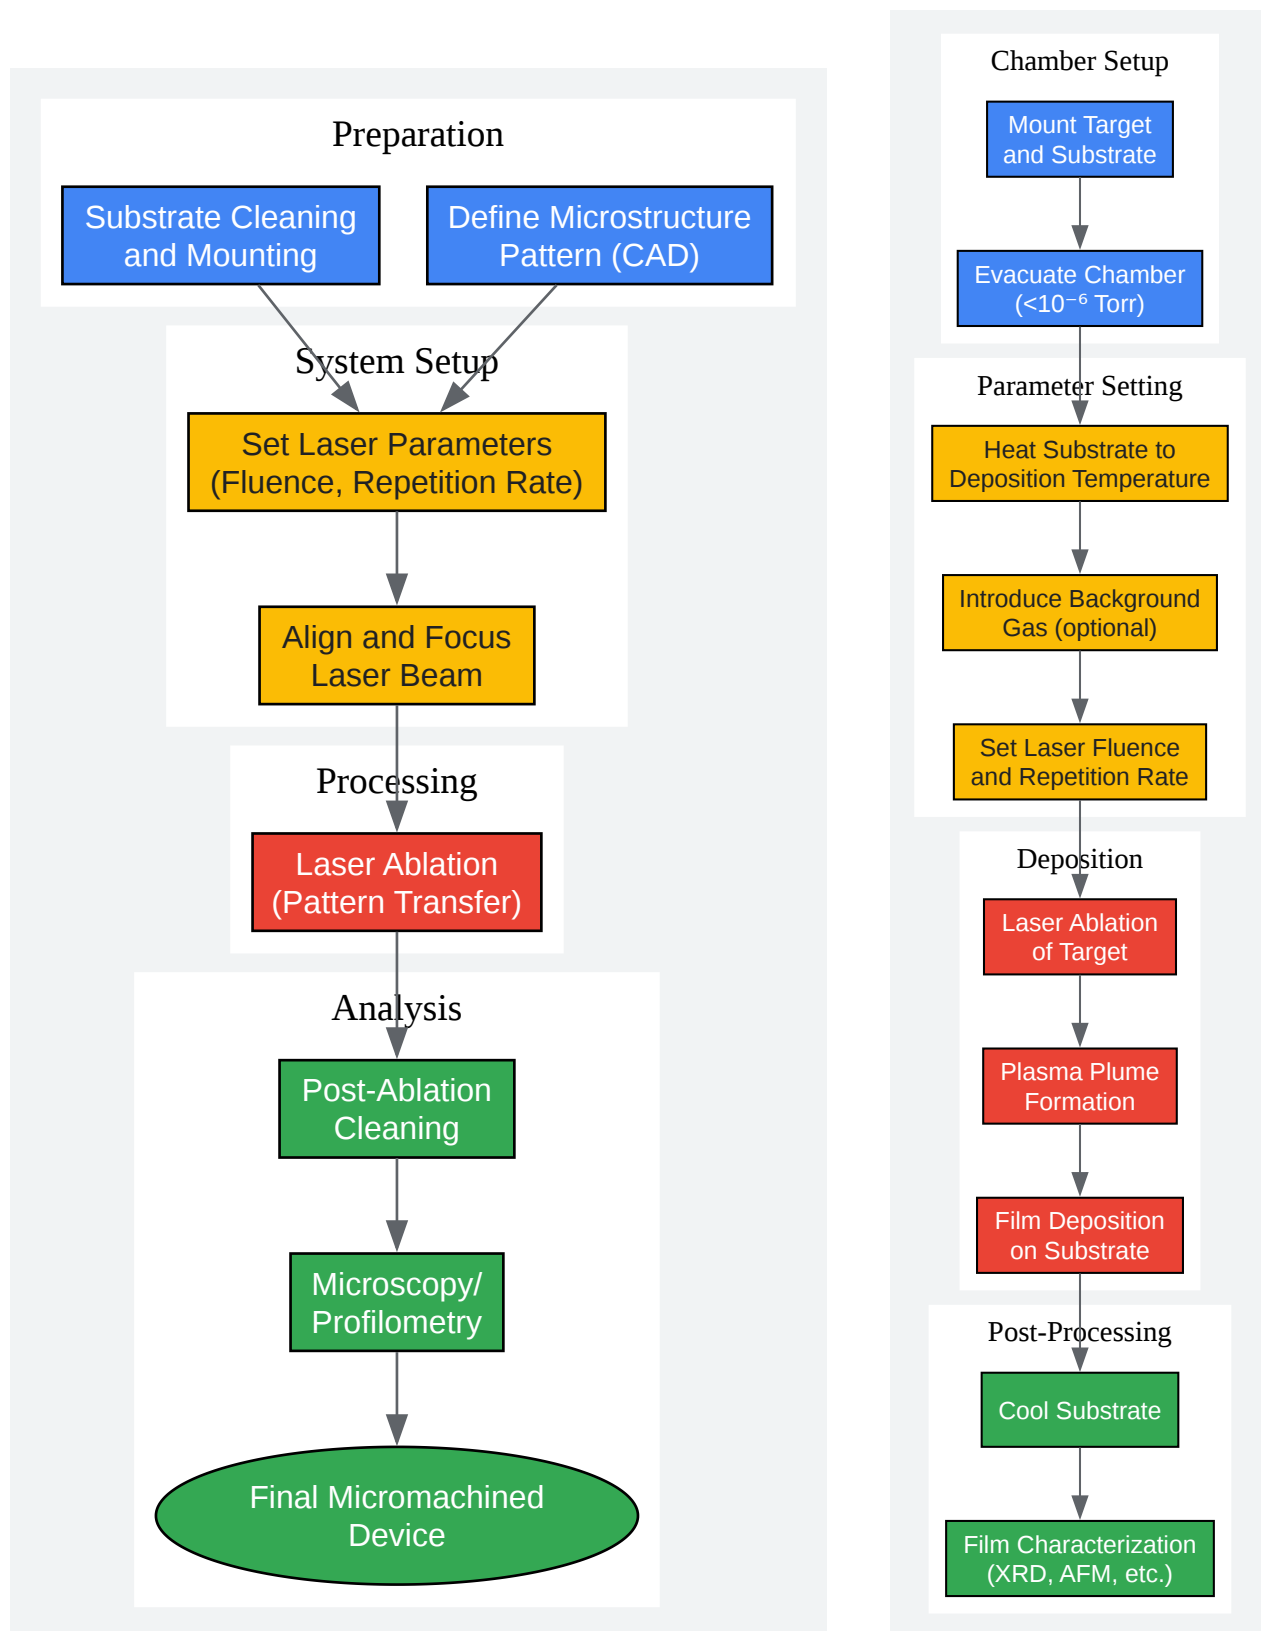 Preparation
Substrate Cleaning
and Mounting
Define Microstructure
Pattern (CAD)
System Setup
Set Laser Parameters
(Fluence, Repetition Rate)
Align and Focus
Laser Beam
Processing
Laser Ablation
(Pattern Transfer)
Analysis
Post-Ablation
Cleaning
Microscopy/
Profilometry
Final Micromachined
Device
Chamber Setup
Mount Target
and Substrate
Evacuate Chamber
(<10⁻⁶ Torr)
Parameter Setting
Heat Substrate to
Deposition Temperature
Introduce Background
Gas (optional)
Set Laser Fluence
and Repetition Rate
Deposition
Laser Ablation
of Target
Plasma Plume
Formation
Film Deposition
on Substrate
Post-Processing
Cool Substrate
Film Characterization
(XRD, AFM, etc.)